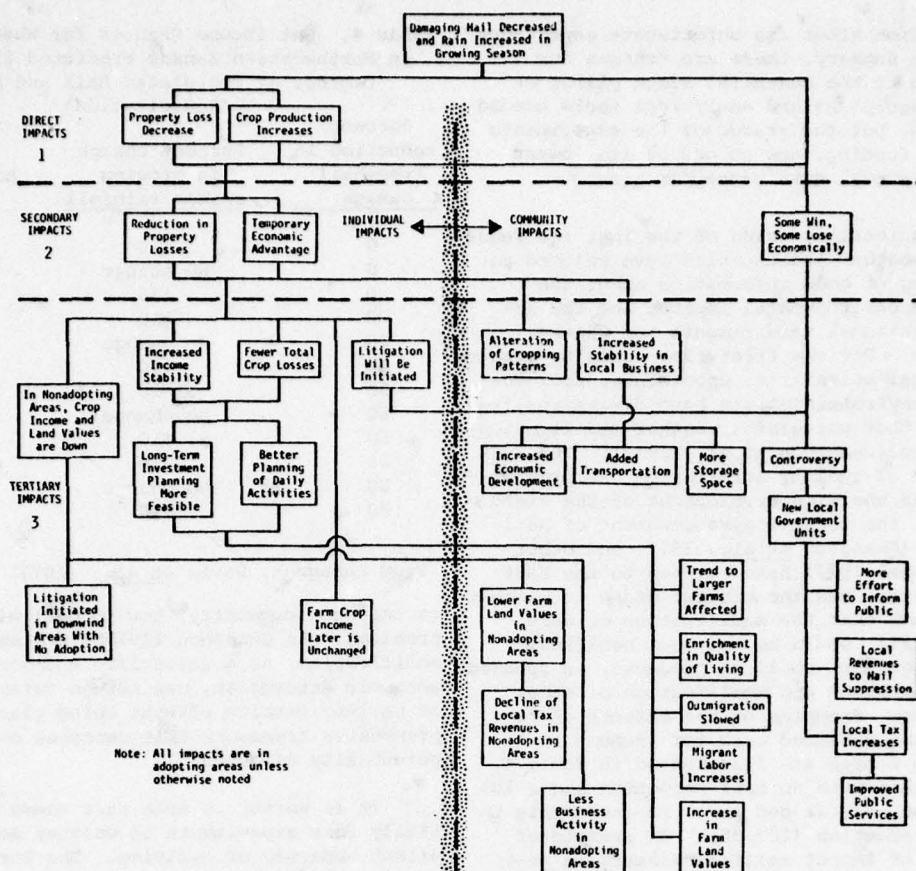 Damaging Hail Decreased
and Rain Increased in
Growing Season
DIRECT
IMPACTS
1
Property Loss
Decrease
Crop Production
Increases
SECONDARY
IMPACTS
2
Reduction in
Property
Losses
Temporary
Economic
Advantage
INDIVIDUAL
IMPACTS
COMMUNITY
IMPACTS
Some Win,
Some Lose
Economically
TERTIARY
IMPACTS
3
In Nonadopting
Areas, Crop
Income and
Land Values
are Down
Increased
Income
Stability
Fewer Total
Crop Losses
Litigation
Will Be
Initiated
Alteration
of Cropping
Patterns
Increased
Stability in
Local Business
Long-Term
Investment
Planning
More
Feasible
Better
Planning
of Daily
Activities
Increased
Economic
Development
Added
Transportation
More
Storage
Space
Controversy
New Local
Government
Units
Litigation
Initiated
in Downwind
Areas With
No Adoption
Farm Crop
Income
Later is
Unchanged
Lower Farm
Land Values
in
Nonadopting
Areas
Trend to
Larger
Farms
Affected
More
Effort
to Inform
Public
Enrichment
in Quality
of Living
Local
Revenues
to Hail
Suppression
Decline of
Local Tax
Revenues in
Nonadopting
Areas
Outmigration
Slowed
Local Tax
Increases
Migrant
Labor
Increases
Improved
Public
Services
Less
Business
Activity
in
Nonadopting
Areas
Increase
in
Farm
Land
Values
Note: All impacts are in
adopting areas unless
otherwise noted